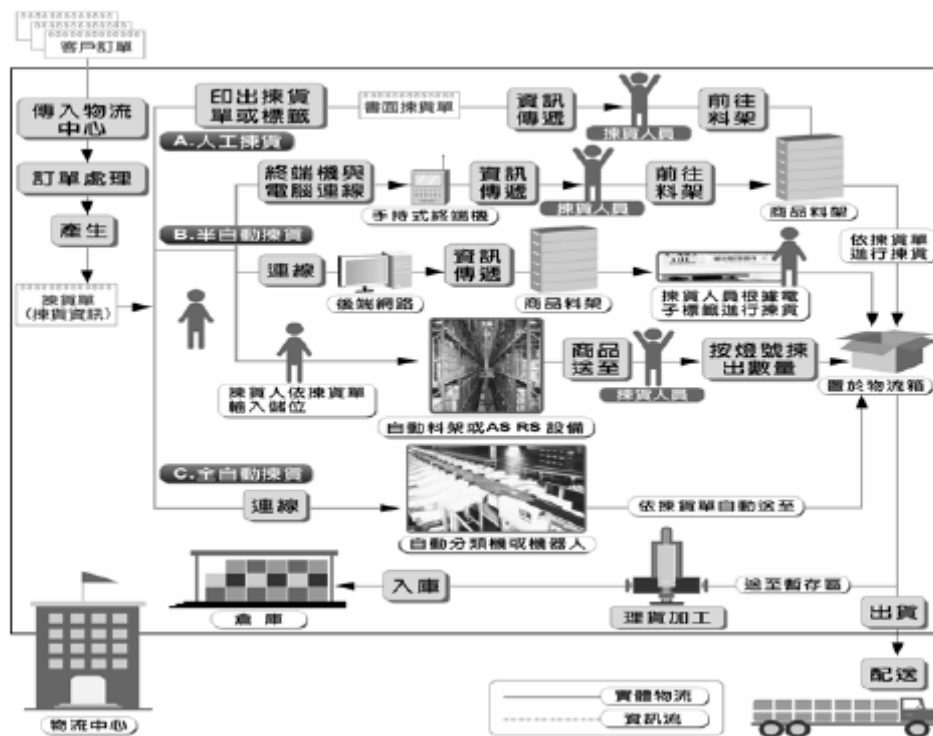 客戶訂單
傳入物流
中心
訂單處理
產生
揀貨單
(揀貨資訊)
印出揀貨
單或標籤
書面揀貨單
資訊
傳遞
揀貨人員
前往
料架
A.人工揀貨
終端機與
電腦連線
手持式終端機
資訊
傳遞
揀貨人員
前往
料架
商品料架
依揀貨單
進行揀貨
B.半自動揀貨
連線
後端網路
資訊
傳遞
商品料架
揀貨人員根據電
子標籤進行揀貨
揀貨人依揀貨單
輸入儲位
自動料架或AS RS設備
商品
送至
揀貨人員
按燈號揀
出數量
置於物流箱
C.全自動揀貨
連線
自動分類機或機器人
依揀貨單自動送至
倉庫
入庫
理貨加工
送至暫存區
出貨
配送
物流中心
實體物流
資訊流